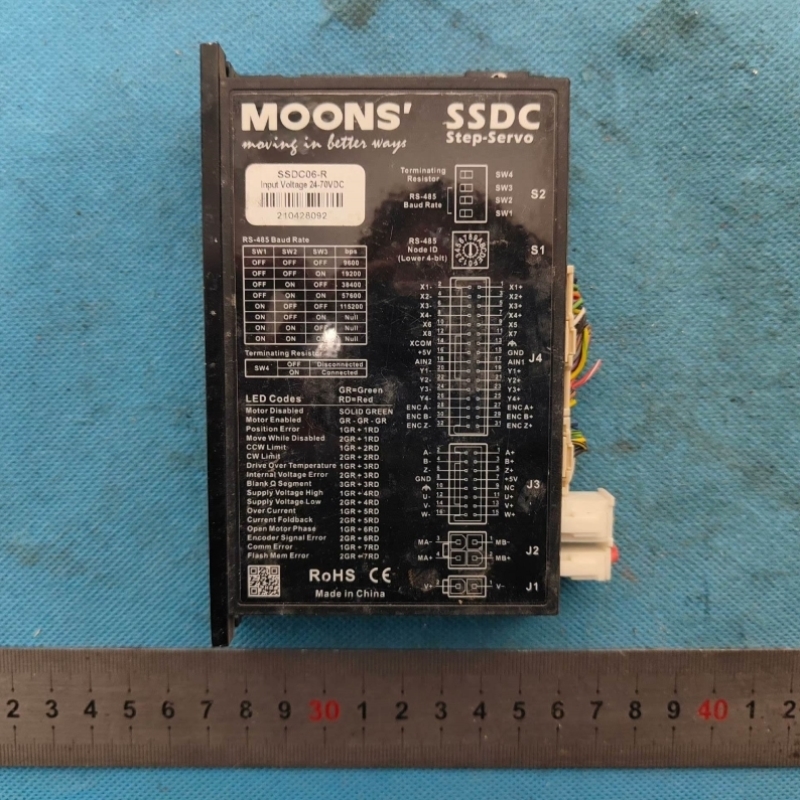 MOONS'
moving in better ways
SSDC
Step-Servo
SSDC06-R
Input Voltage 24-70VDC
210428092
Terminating Resistor
RS-485 Baud Rate
SW4
SW3
SW2
SW1
S2
RS-485 Node ID (Lower 4-bit)
S1
RS-485 Baud Rate
SW1 SW2 SW3 bps
OFF OFF OFF 9600
OFF OFF ON 19200
OFF ON OFF 38400
OFF ON ON 57600
ON OFF OFF 115200
ON OFF ON Null
ON ON OFF Null
ON ON ON Null
Terminating Resistor
SW4 OFF Disconnected
ON Connected
LED Codes
GR=Green
RD=Red
Motor Disabled SOLID GREEN
Motor Enabled GR - GR - GR
Position Error 1GR + 1RD
Move While Disabled 2GR + 1RD
CCW Limit 1GR + 2RD
CW Limit 2GR + 2RD
Drive Over Temperature 1GR + 3RD
Internal Voltage Error 2GR + 3RD
Blank Q Segment 3GR + 3RD
Supply Voltage High 1GR + 4RD
Supply Voltage Low 2GR + 4RD
Over Current 1GR + 5RD
Current Foldback 2GR + 5RD
Open Motor Phase 1GR + 6RD
Encoder Signal Error 2GR + 6RD
Comm Error 1GR + 7RD
Flash Mem Error 2GR + 7RD
X1- X1+
X2- X2+
X3- X3+
X4- X4+
X6 X5
X8 X7
XCOM
+5V GND
AIN2 AIN1
Y1- Y1+
Y2- Y2+
Y3- Y3+
Y4- Y4+
ENC A- ENC A+
ENC B- ENC B+
ENC Z- ENC Z+
J4
A- A+
B- B+
Z- Z+
GND +5V
NC
U- U+
V- V+
W- W+
J3
MA- MB-
MA+ MB+
J2
V+ V-
J1
RoHS CE
Made in China
2 3 4 5 6 7 8 9 30 1 2 3 4 5 6 7 8 9 40 1 2